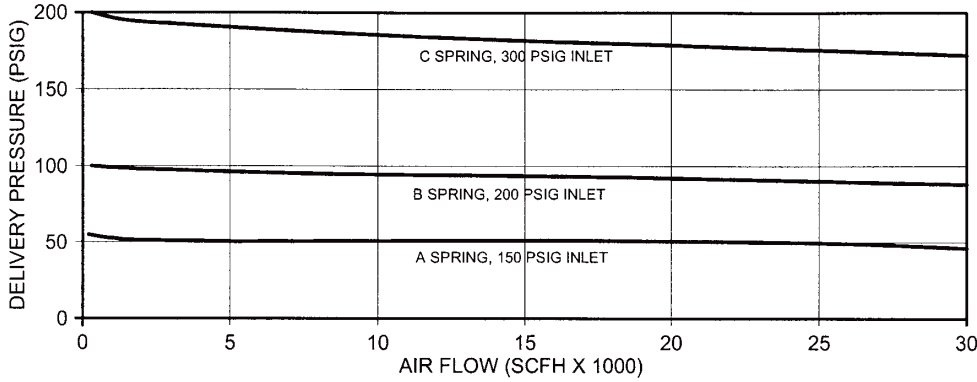 DELIVERY PRESSURE (PSIG)
200
150
100
50
0
C SPRING, 300 PSIG INLET
B SPRING, 200 PSIG INLET
A SPRING, 150 PSIG INLET
0 5 10 15 20 25 30
AIR FLOW (SCFH X 1000)